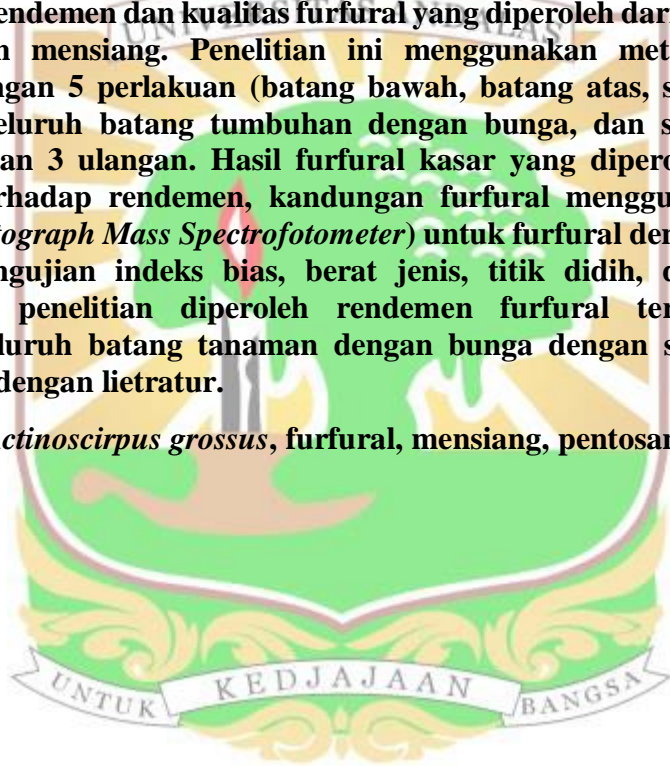 rendemen dan kualitas furfural yang diperoleh dar
UNIVERSITAS ANDALAS
mensiang. Penelitian ini menggunakan met
ngan 5 perlakuan (batang bawah, batang atas, s
eluruh batang tumbuhan dengan bunga, dan s
an 3 ulangan. Hasil furfural kasar yang dipero
rhadap rendemen, kandungan furfural menggu
tograph Mass Spectrofotometer) untuk furfural den
ngujian indeks bias, berat jenis, titik didih,
penelitian diperoleh rendemen furfural ter
luruh batang tanaman dengan bunga dengan s
dengan lietratur.
ctinoscirpus grossus, furfural, mensiang, pentosan
UNTUK KEDJAJAAN BANGSA